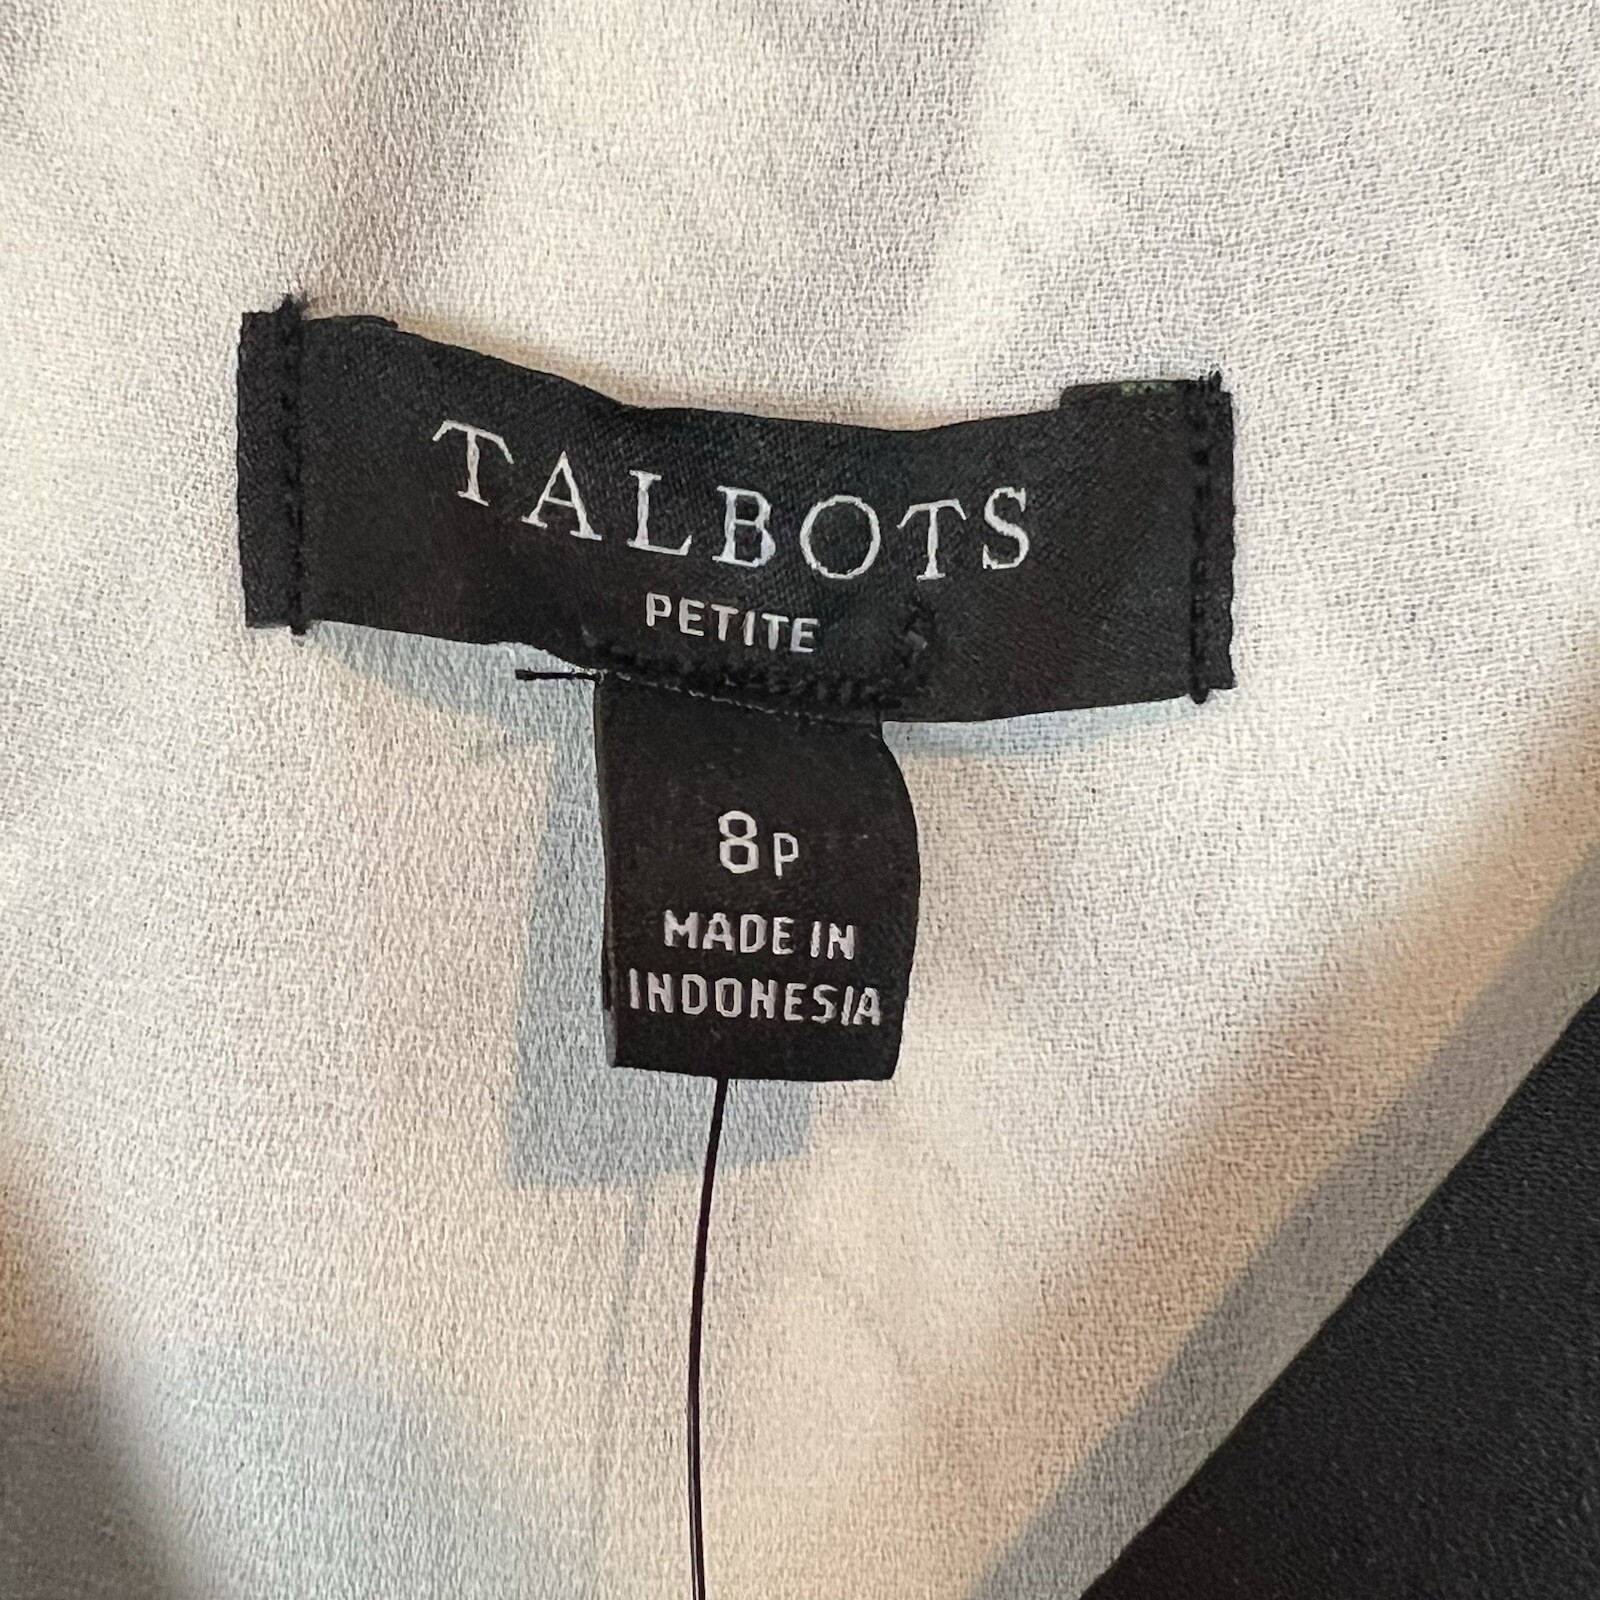 TALBOTS
PETITE
8P
MADE IN
INDONESIA